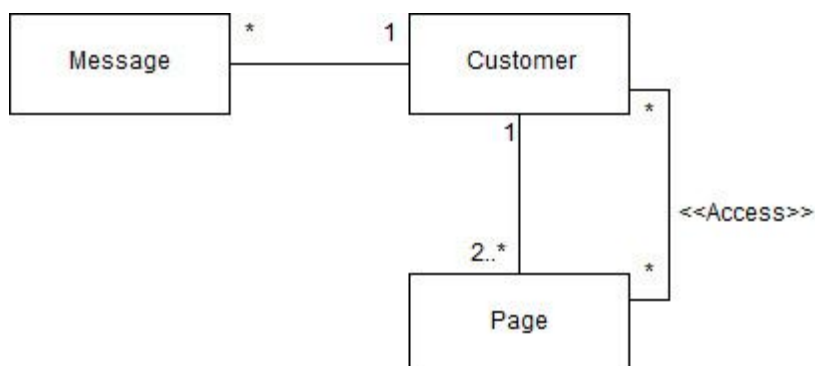 * 1
Message Customer
*
1
<<Access>>
2..*
*
Page